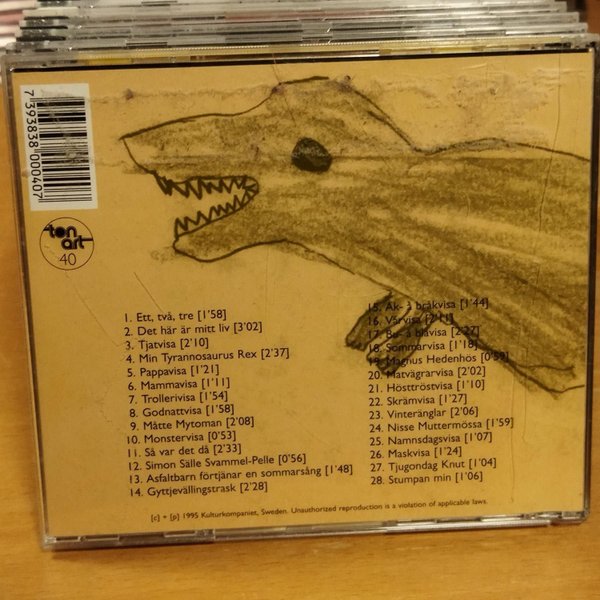 7 393838 000407
ton
art
40
1. Ett, två, tre [1'58]
2. Det här är mitt liv [3'02]
3. Tjatvisa [2'10]
4. Min Tyrannosaurus Rex [2'37]
5. Pappavisa [1'21]
6. Mammavisa [1'11]
7. Trollerivisa [1'54]
8. Godnattvisa [1'58]
9. Måtte Mytoman [2'08]
10. Monstervisa [0'53]
11. Så var det då [2'33]
12. Simon Sälle Svammel-Pelle [0'56]
13. Asfaltbarn förtjänar en sommarsång [1'48]
14. Gyttjevällingstrask [2'28]
15. Åk- å bråkvisa [1'44]
16. Vårvisa [2'11]
17. Bä- å blåvisa [2'27]
18. Sommarvisa [1'18]
19. Magnus Hedenhös [0'59]
20. Matvägrarvisa [2'02]
21. Hösttröstvisa [1'10]
22. Skrämvisa [1'27]
23. Vinteränglar [2'06]
24. Nisse Muttermössa [1'59]
25. Namnsdagsvisa [1'07]
26. Maskvisa [1'24]
27. Tjugondag Knut [1'04]
28. Stumpan min [1'06]
[c] + [p] 1995 Kulturkompaniet, Sweden. Unauthorized reproduction is a violation of applicable laws.